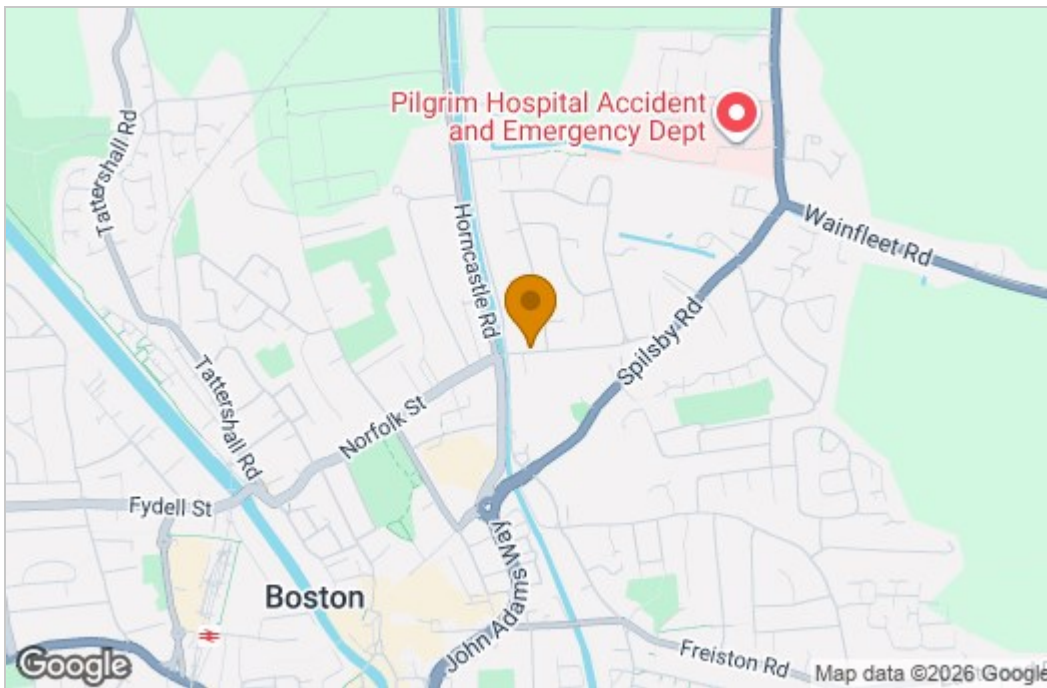 Pilgrim Hospital Accident
and Emergency Dept
Tattershall Rd
Horncastle Rd
Wainfleet Rd
Spilsby Rd
Tattershall Rd
Norfolk St
Fydell St
John Adams Way
Boston
Freiston Rd
Google
Map data ©2026 Google